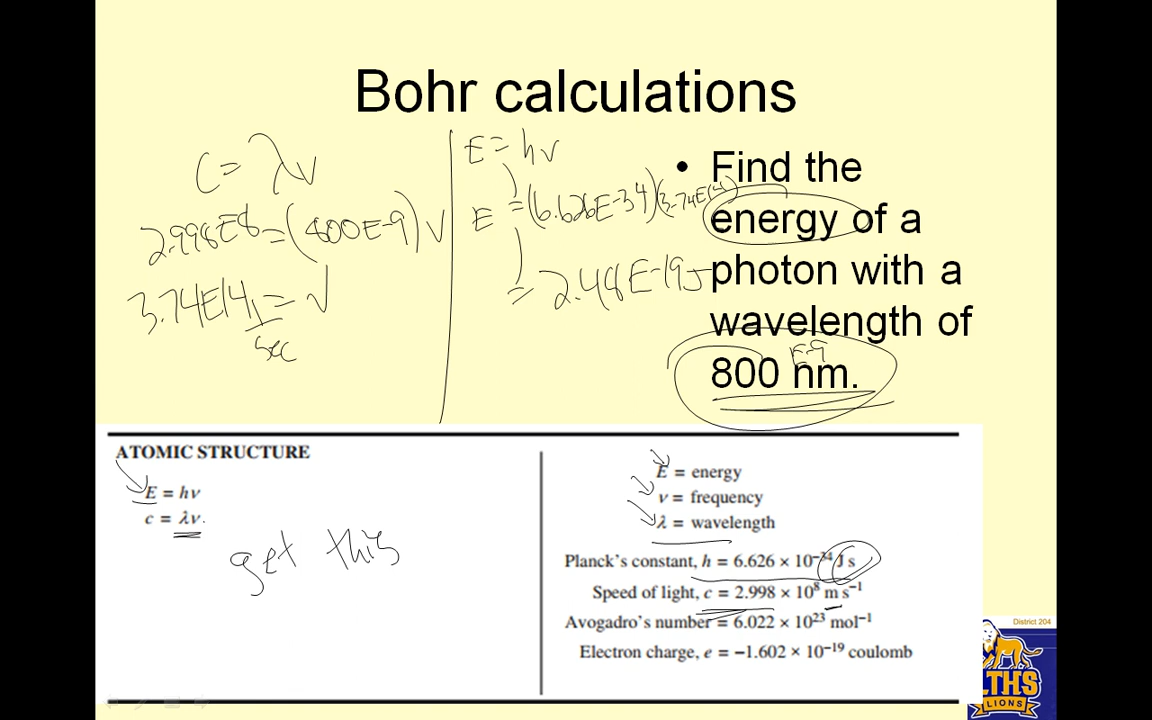 Bohr calculations
C = λν
2.998E8 = (800E-9) ν
3.74E14 1/sec = ν
E = hν
E = (6.626E-34)(3.74E14)
= 2.48E-19J
• Find the
energy of a
photon with a
wavelength of
E-9
800 nm.
ATOMIC STRUCTURE
E = hν
c = λν.
get this
E = energy
ν = frequency
λ = wavelength
Planck's constant, h = 6.626 × 10⁻³⁴ J s
Speed of light, c = 2.998 × 10⁸ m s⁻¹
Avogadro's number = 6.022 × 10²³ mol⁻¹
Electron charge, e = −1.602 × 10⁻¹⁹ coulomb
District 204
LTHS
LIONS